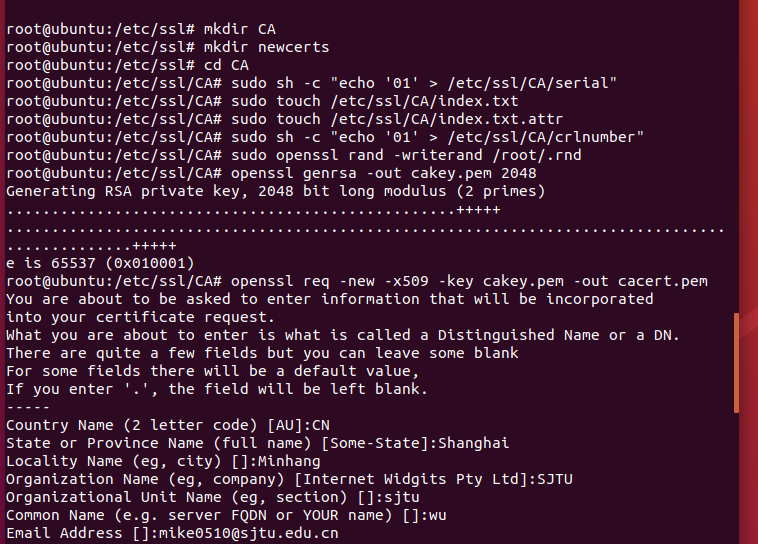 root@ubuntu:/etc/ssl# mkdir CA
root@ubuntu:/etc/ssl# mkdir newcerts
root@ubuntu:/etc/ssl# cd CA
root@ubuntu:/etc/ssl/CA# sudo sh -c "echo '01' > /etc/ssl/CA/serial"
root@ubuntu:/etc/ssl/CA# sudo touch /etc/ssl/CA/index.txt
root@ubuntu:/etc/ssl/CA# sudo touch /etc/ssl/CA/index.txt.attr
root@ubuntu:/etc/ssl/CA# sudo sh -c "echo '01' > /etc/ssl/CA/crlnumber"
root@ubuntu:/etc/ssl/CA# sudo openssl rand -writerand /root/.rnd
root@ubuntu:/etc/ssl/CA# openssl genrsa -out cakey.pem 2048
Generating RSA private key, 2048 bit long modulus (2 primes)
..................................................+++++
................................................................................
..............+++++
e is 65537 (0x010001)
root@ubuntu:/etc/ssl/CA# openssl req -new -x509 -key cakey.pem -out cacert.pem
You are about to be asked to enter information that will be incorporated
into your certificate request.
What you are about to enter is what is called a Distinguished Name or a DN.
There are quite a few fields but you can leave some blank
For some fields there will be a default value,
If you enter '.', the field will be left blank.
-----
Country Name (2 letter code) [AU]:CN
State or Province Name (full name) [Some-State]:Shanghai
Locality Name (eg, city) []:Minhang
Organization Name (eg, company) [Internet Widgits Pty Ltd]:SJTU
Organizational Unit Name (eg, section) []:sjtu
Common Name (e.g. server FQDN or YOUR name) []:wu
Email Address []:mike0510@sjtu.edu.cn